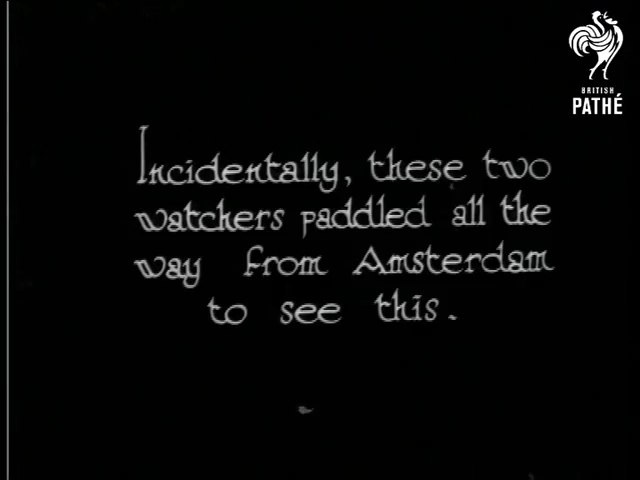 BRITISH
PATHÉ
Incidentally, these two
watchers paddled all the
way from Amsterdam
to see this.